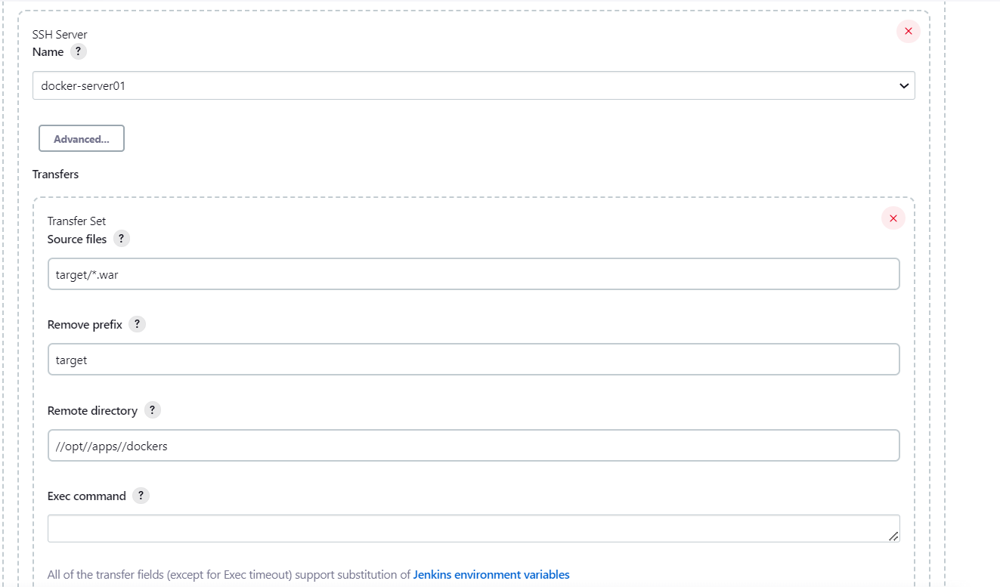 SSH Server
Name ?
docker-server01
Advanced...
Transfers
Transfer Set
Source files ?
target/*.war
Remove prefix ?
target
Remote directory ?
//opt//apps//dockers
Exec command ?
All of the transfer fields (except for Exec timeout) support substitution of Jenkins environment variables